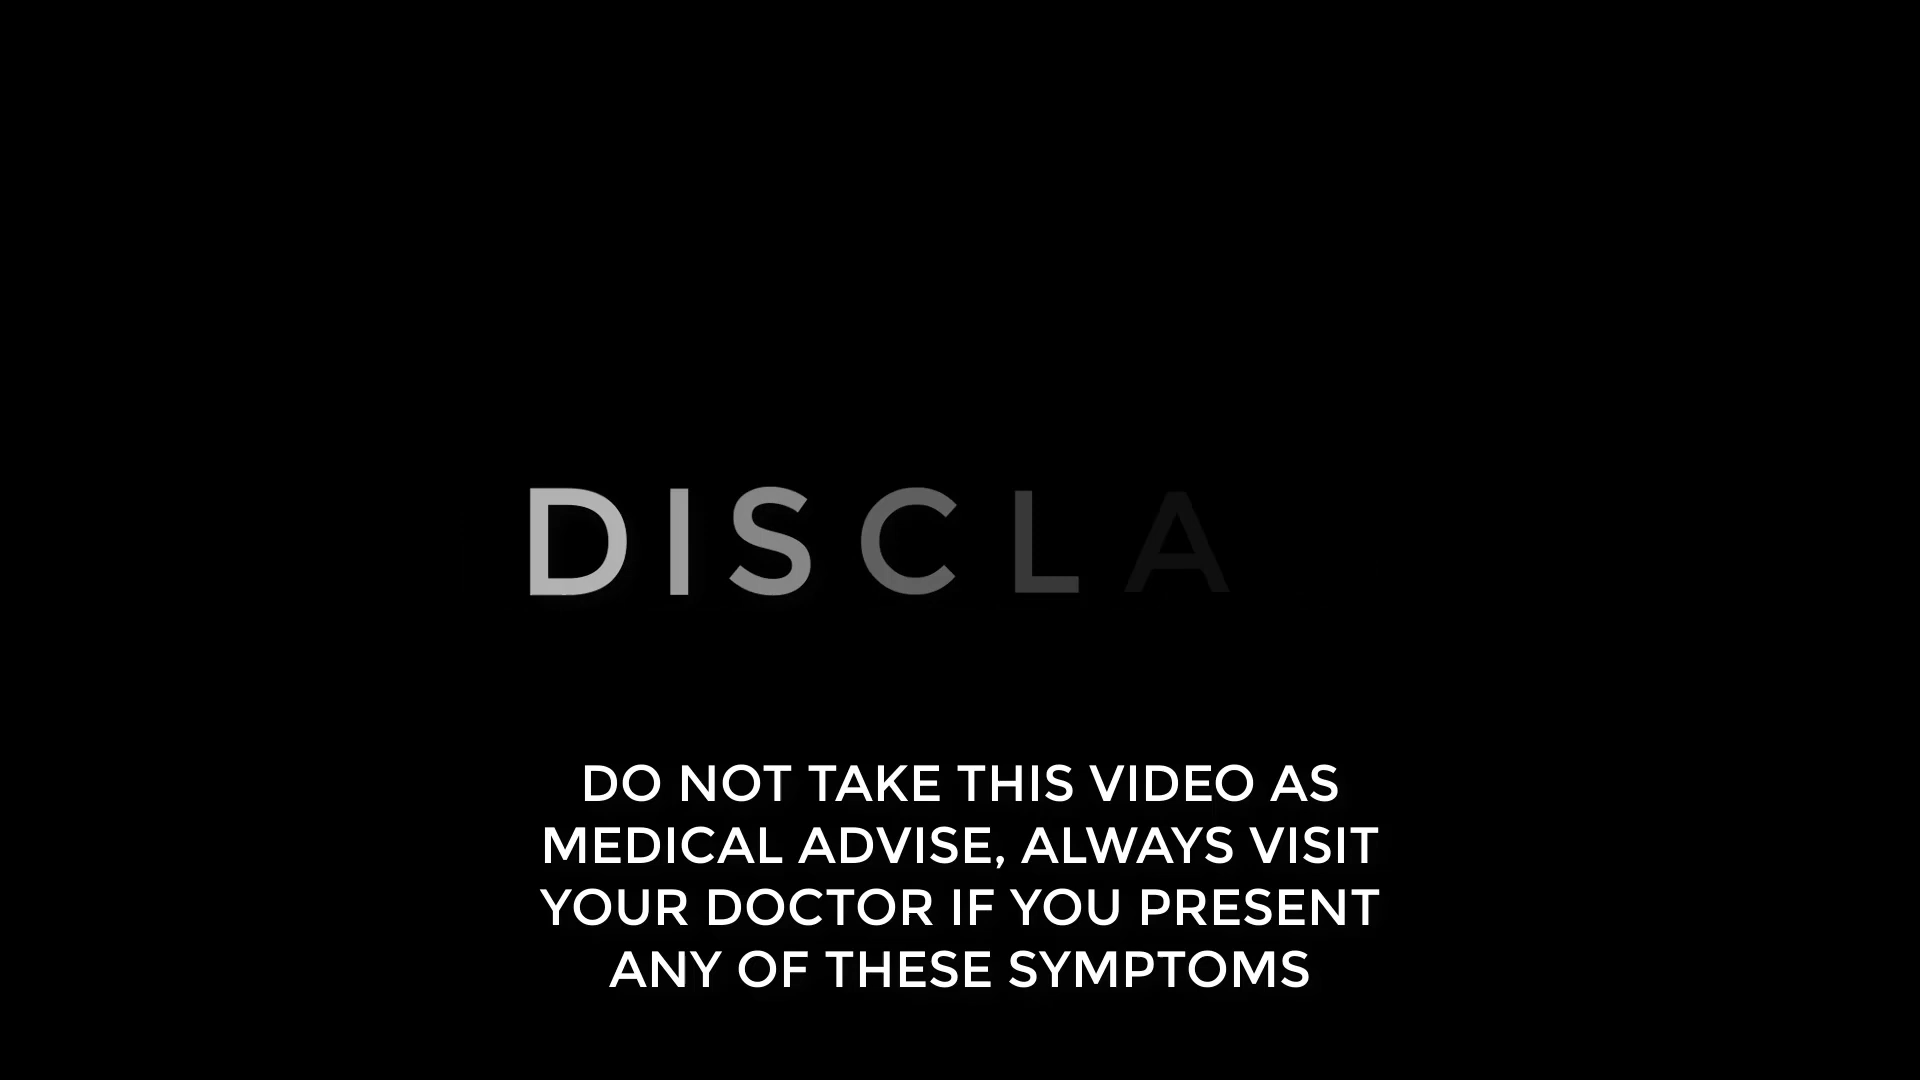 DISCLA
DO NOT TAKE THIS VIDEO AS
MEDICAL ADVISE, ALWAYS VISIT
YOUR DOCTOR IF YOU PRESENT
ANY OF THESE SYMPTOMS